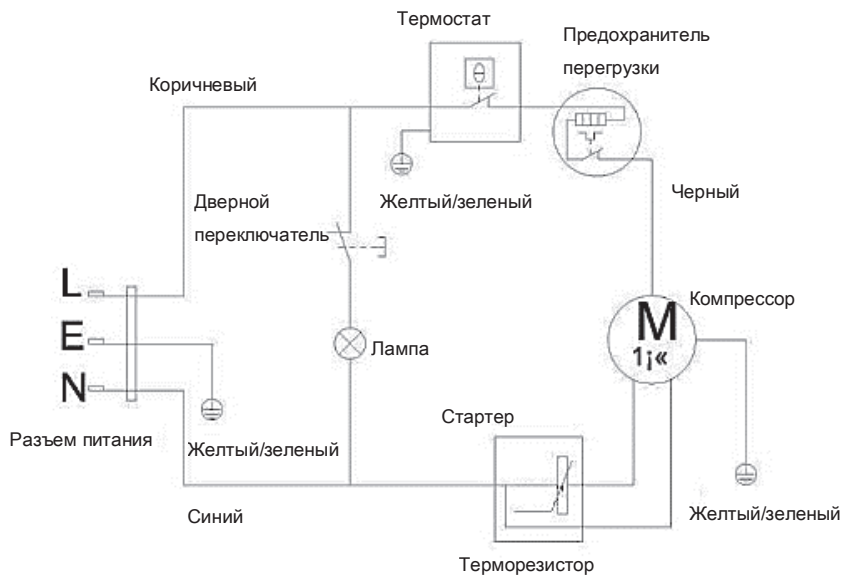 Термостат
Предохранитель
перегрузки
Коричневый
Желтый/зеленый
Черный
Дверной
переключатель
L
E
N
Компрессор
M
1¡«
Лампа
Разъем питания
Желтый/зеленый
Стартер
Синий
Желтый/зеленый
Терморезистор